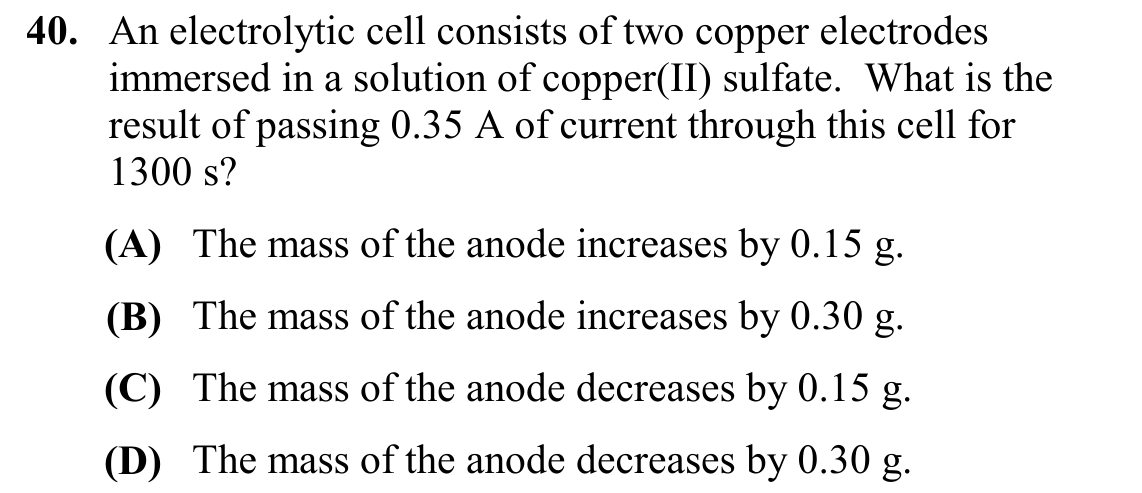 40. An electrolytic cell consists of two copper electrodes
immersed in a solution of copper(II) sulfate. What is the
result of passing 0.35 A of current through this cell for
1300 s?
(A) The mass of the anode increases by 0.15 g.
(B) The mass of the anode increases by 0.30 g.
(C) The mass of the anode decreases by 0.15 g.
(D) The mass of the anode decreases by 0.30 g.